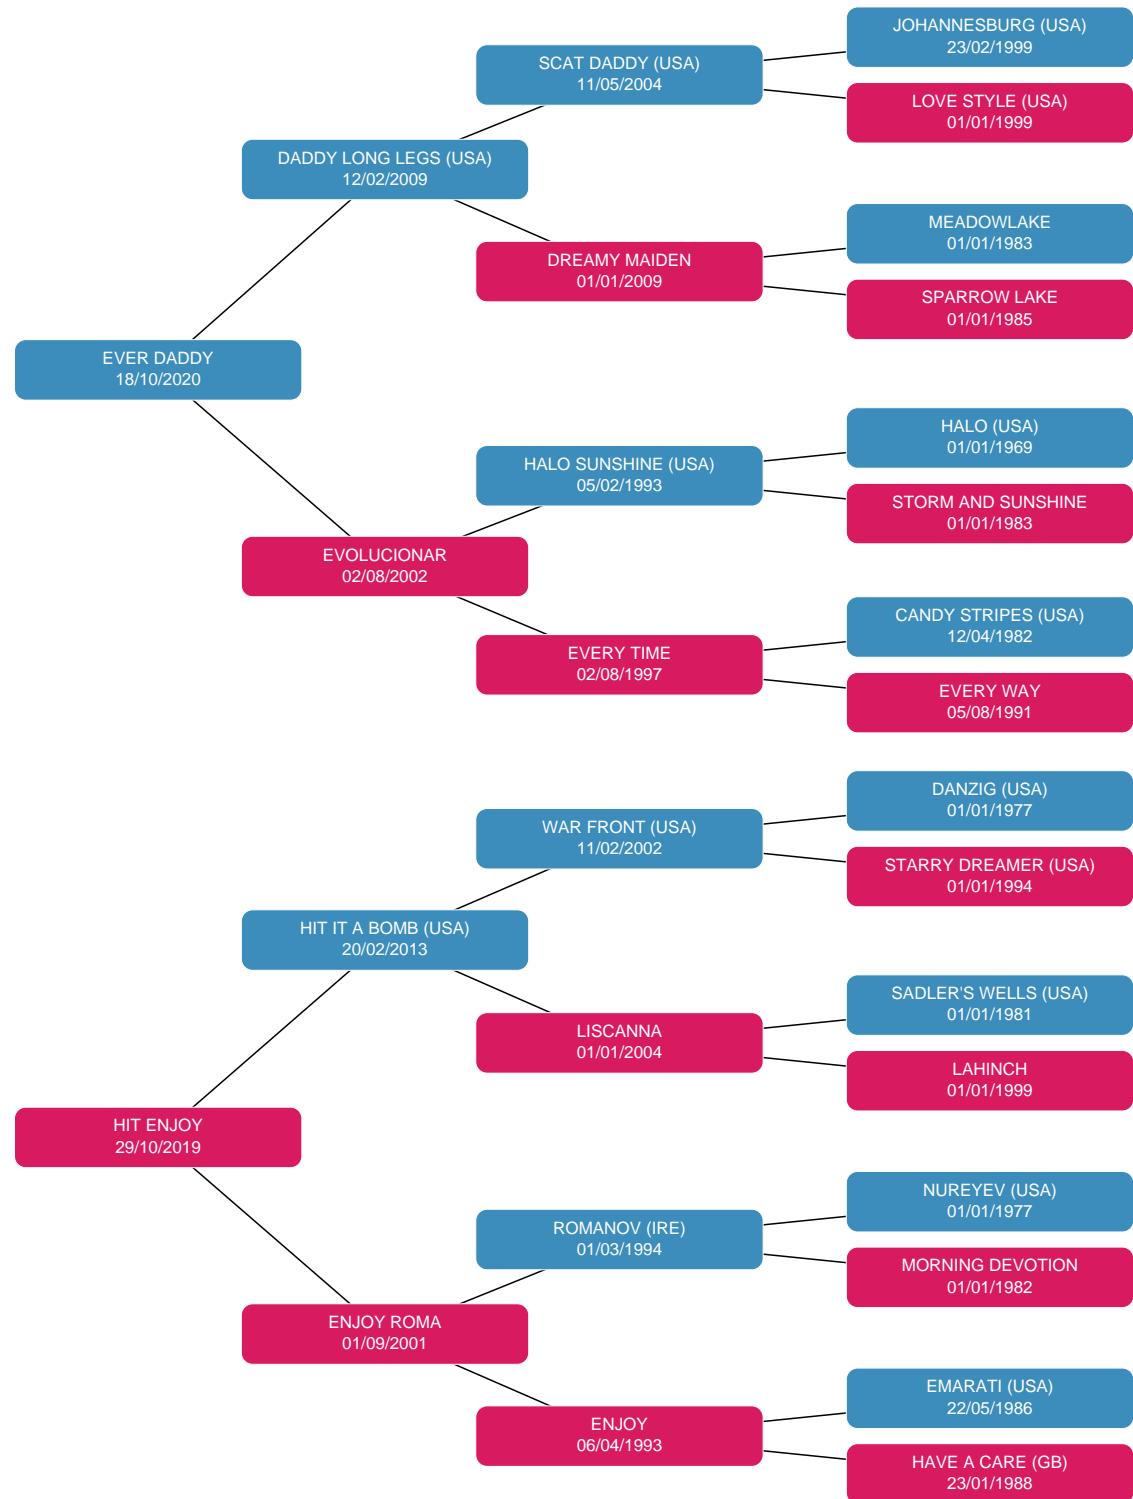 JOHANNESBURG (USA)
23/02/1999
SCAT DADDY (USA)
11/05/2004
LOVE STYLE (USA)
01/01/1999
DADDY LONG LEGS (USA)
12/02/2009
MEADOWLAKE
01/01/1983
DREAMY MAIDEN
01/01/2009
SPARROW LAKE
01/01/1985
EVER DADDY
18/10/2020
HALO (USA)
01/01/1969
HALO SUNSHINE (USA)
05/02/1993
STORM AND SUNSHINE
01/01/1983
EVOLUCIONAR
02/08/2002
CANDY STRIPES (USA)
12/04/1982
EVERY TIME
02/08/1997
EVERY WAY
05/08/1991
DANZIG (USA)
01/01/1977
WAR FRONT (USA)
11/02/2002
STARRY DREAMER (USA)
01/01/1994
HIT IT A BOMB (USA)
20/02/2013
SADLER'S WELLS (USA)
01/01/1981
LISCANNA
01/01/2004
LAHINCH
01/01/1999
HIT ENJOY
29/10/2019
NUREYEV (USA)
01/01/1977
ROMANOV (IRE)
01/03/1994
MORNING DEVOTION
01/01/1982
ENJOY ROMA
01/09/2001
EMARATI (USA)
22/05/1986
ENJOY
06/04/1993
HAVE A CARE (GB)
23/01/1988